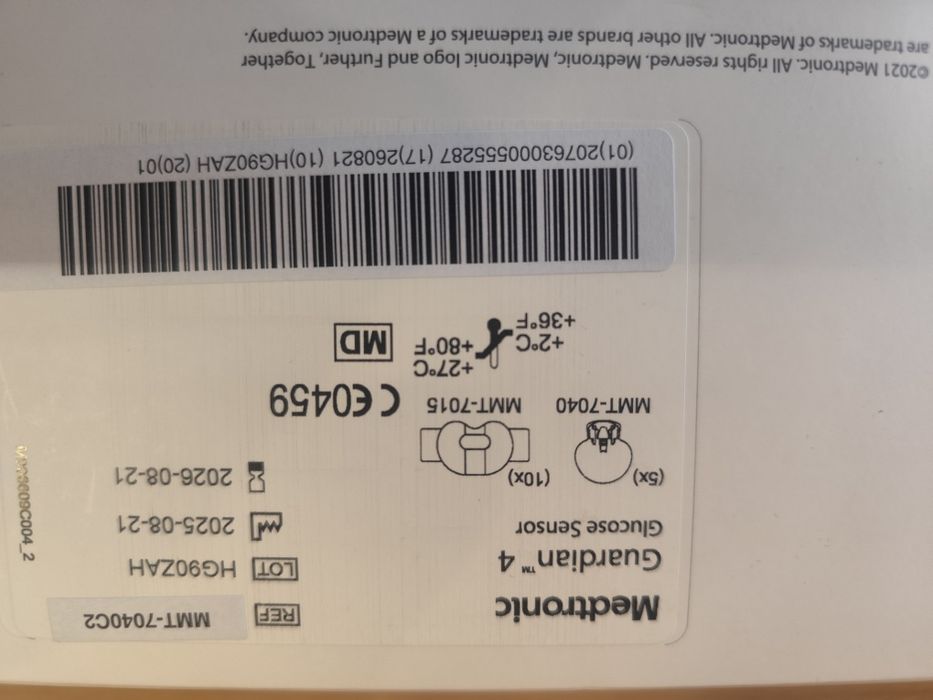 Medtronic
REF MMT-7040C2
Guardian™ 4
LOT HG90ZAH
Glucose Sensor
2025-08-21
(5x) (10x)
2026-08-21
MMT-7040 MMT-7015
CE0459
+27°C
+80°F
+2°C
+36°F
MD
(01)20763000555287 (17)260821 (10)HG90ZAH (20)01
©2021 Medtronic. All rights reserved. Medtronic, Medtronic logo and Further, Together
are trademarks of Medtronic. All other brands are trademarks of a Medtronic company.